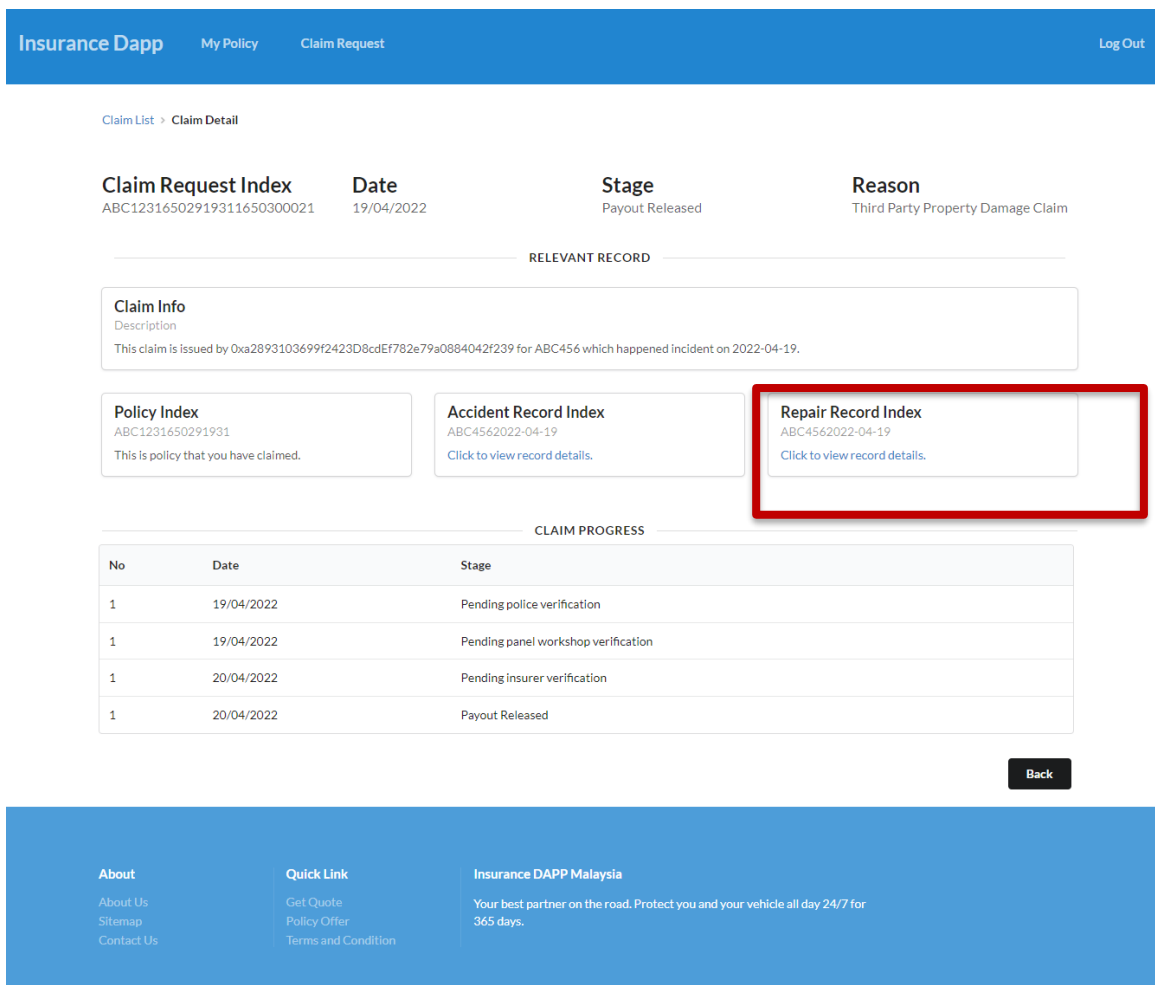 Insurance Dapp My Policy Claim Request Log Out
Claim List > Claim Detail
Claim Request Index Date Stage Reason
ABC12316502919311650300021 19/04/2022 Payout Released Third Party Property Damage Claim
RELEVANT RECORD
Claim Info
Description
This claim is issued by 0xa2893103699f2423D8cdEf782e79a0884042f239 for ABC456 which happened incident on 2022-04-19.
Policy Index
ABC1231650291931
This is policy that you have claimed.
Accident Record Index
ABC4562022-04-19
Click to view record details.
Repair Record Index
ABC4562022-04-19
Click to view record details.
CLAIM PROGRESS
No Date Stage
1 19/04/2022 Pending police verification
1 19/04/2022 Pending panel workshop verification
1 20/04/2022 Pending insurer verification
1 20/04/2022 Payout Released
Back
About
About Us
Sitemap
Contact Us
Quick Link
Get Quote
Policy Offer
Terms and Condition
Insurance DAPP Malaysia
Your best partner on the road. Protect you and your vehicle all day 24/7 for
365 days.